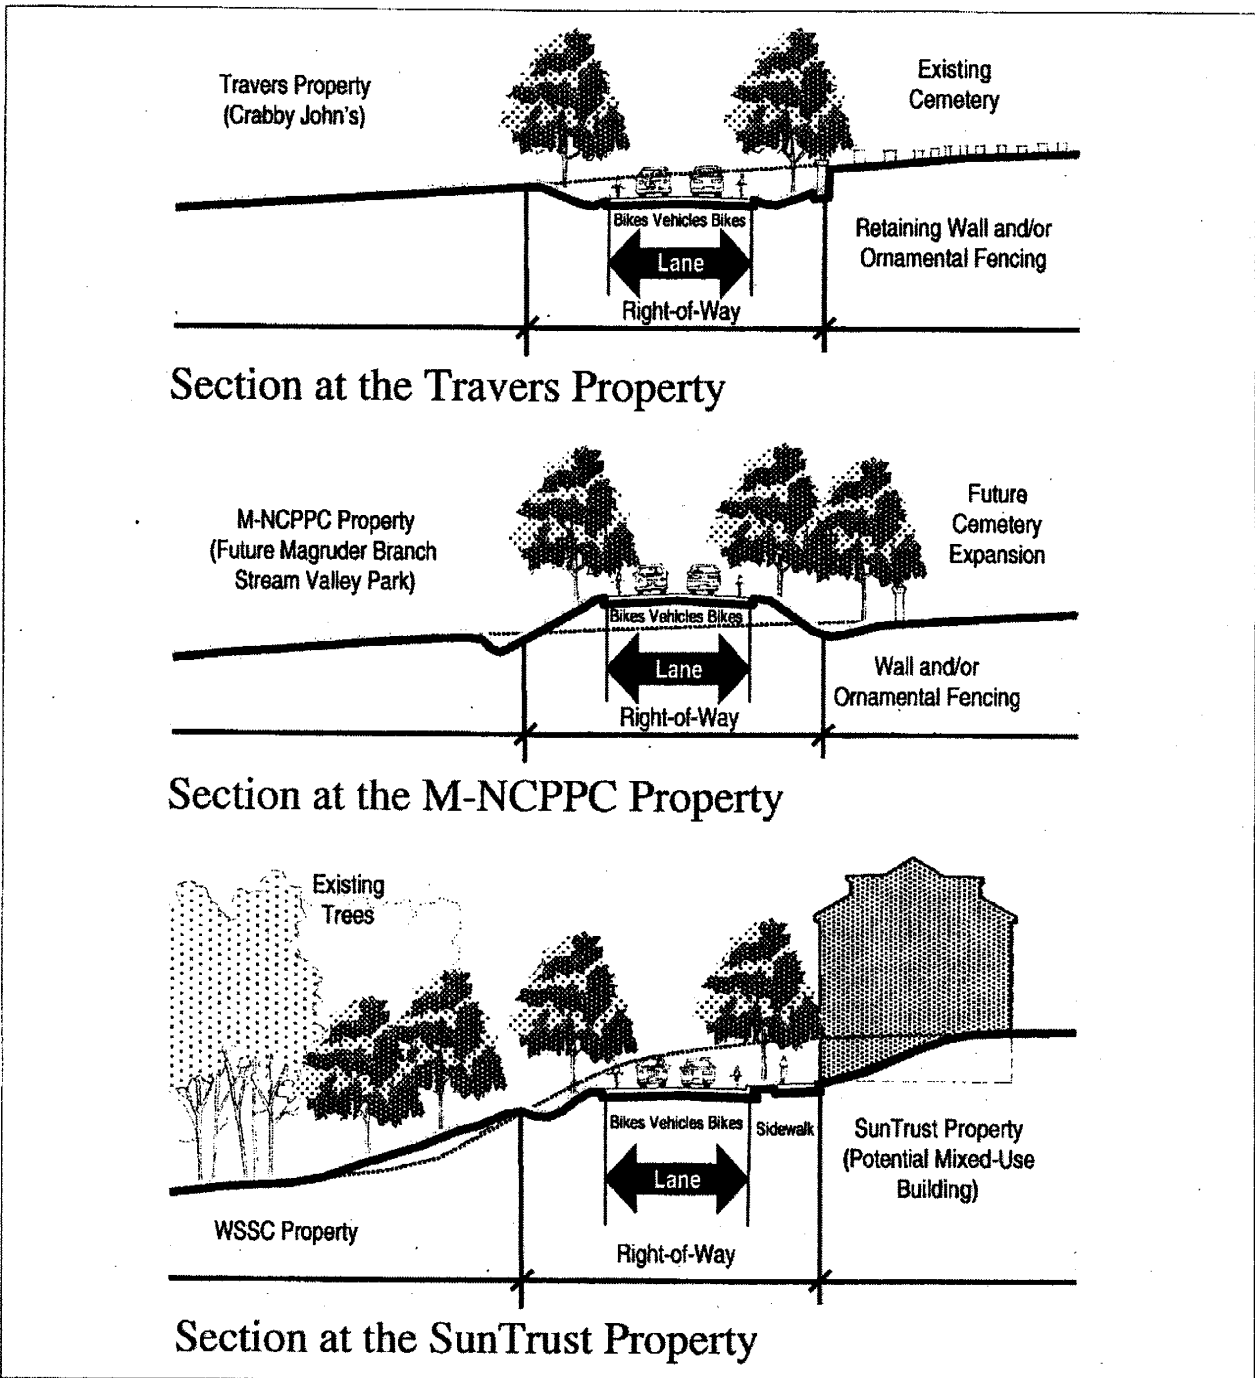 Travers Property
(Crabby John's)
Existing
Cemetery
Bikes Vehicles Bikes
Lane
Right-of-Way
Retaining Wall and/or
Ornamental Fencing
Section at the Travers Property
M-NCPPC Property
(Future Magruder Branch
Stream Valley Park)
Future
Cemetery
Expansion
Bikes Vehicles Bikes
Lane
Right-of-Way
Wall and/or
Ornamental Fencing
Section at the M-NCPPC Property
Existing
Trees
Bikes Vehicles Bikes
Sidewalk
Lane
Right-of-Way
SunTrust Property
(Potential Mixed-Use
Building)
WSSC Property
Section at the SunTrust Property